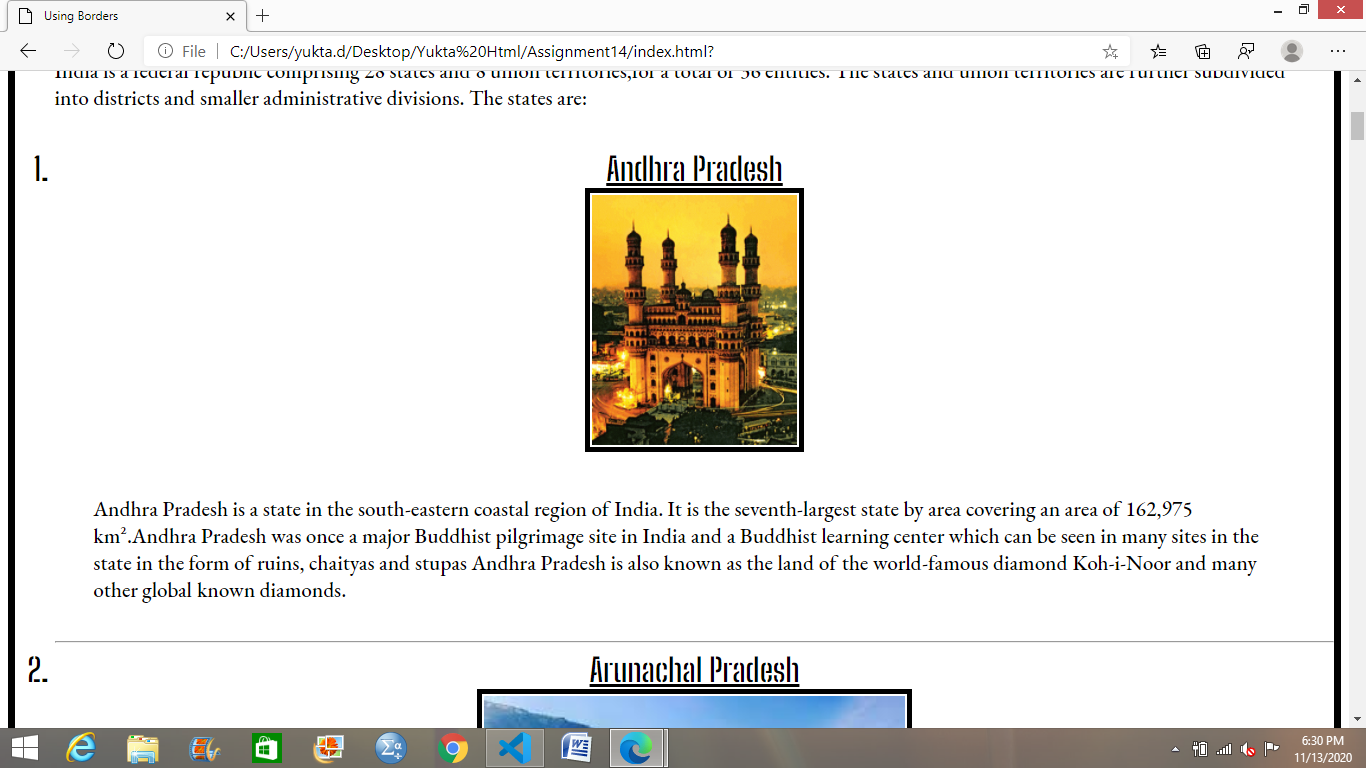 Using Borders
File
C:/Users/yukta.d/Desktop/Yukta%20Html/Assignment14/index.html?
India is a federal republic comprising 28 states and 8 union territories,for a total of 36 entities. The states and union territories are further subdivided
into districts and smaller administrative divisions. The states are:
1. Andhra Pradesh
Andhra Pradesh is a state in the south-eastern coastal region of India. It is the seventh-largest state by area covering an area of 162,975
km².Andhra Pradesh was once a major Buddhist pilgrimage site in India and a Buddhist learning center which can be seen in many sites in the
state in the form of ruins, chaityas and stupas Andhra Pradesh is also known as the land of the world-famous diamond Koh-i-Noor and many
other global known diamonds.
2. Arunachal Pradesh
6:30 PM
11/13/2020